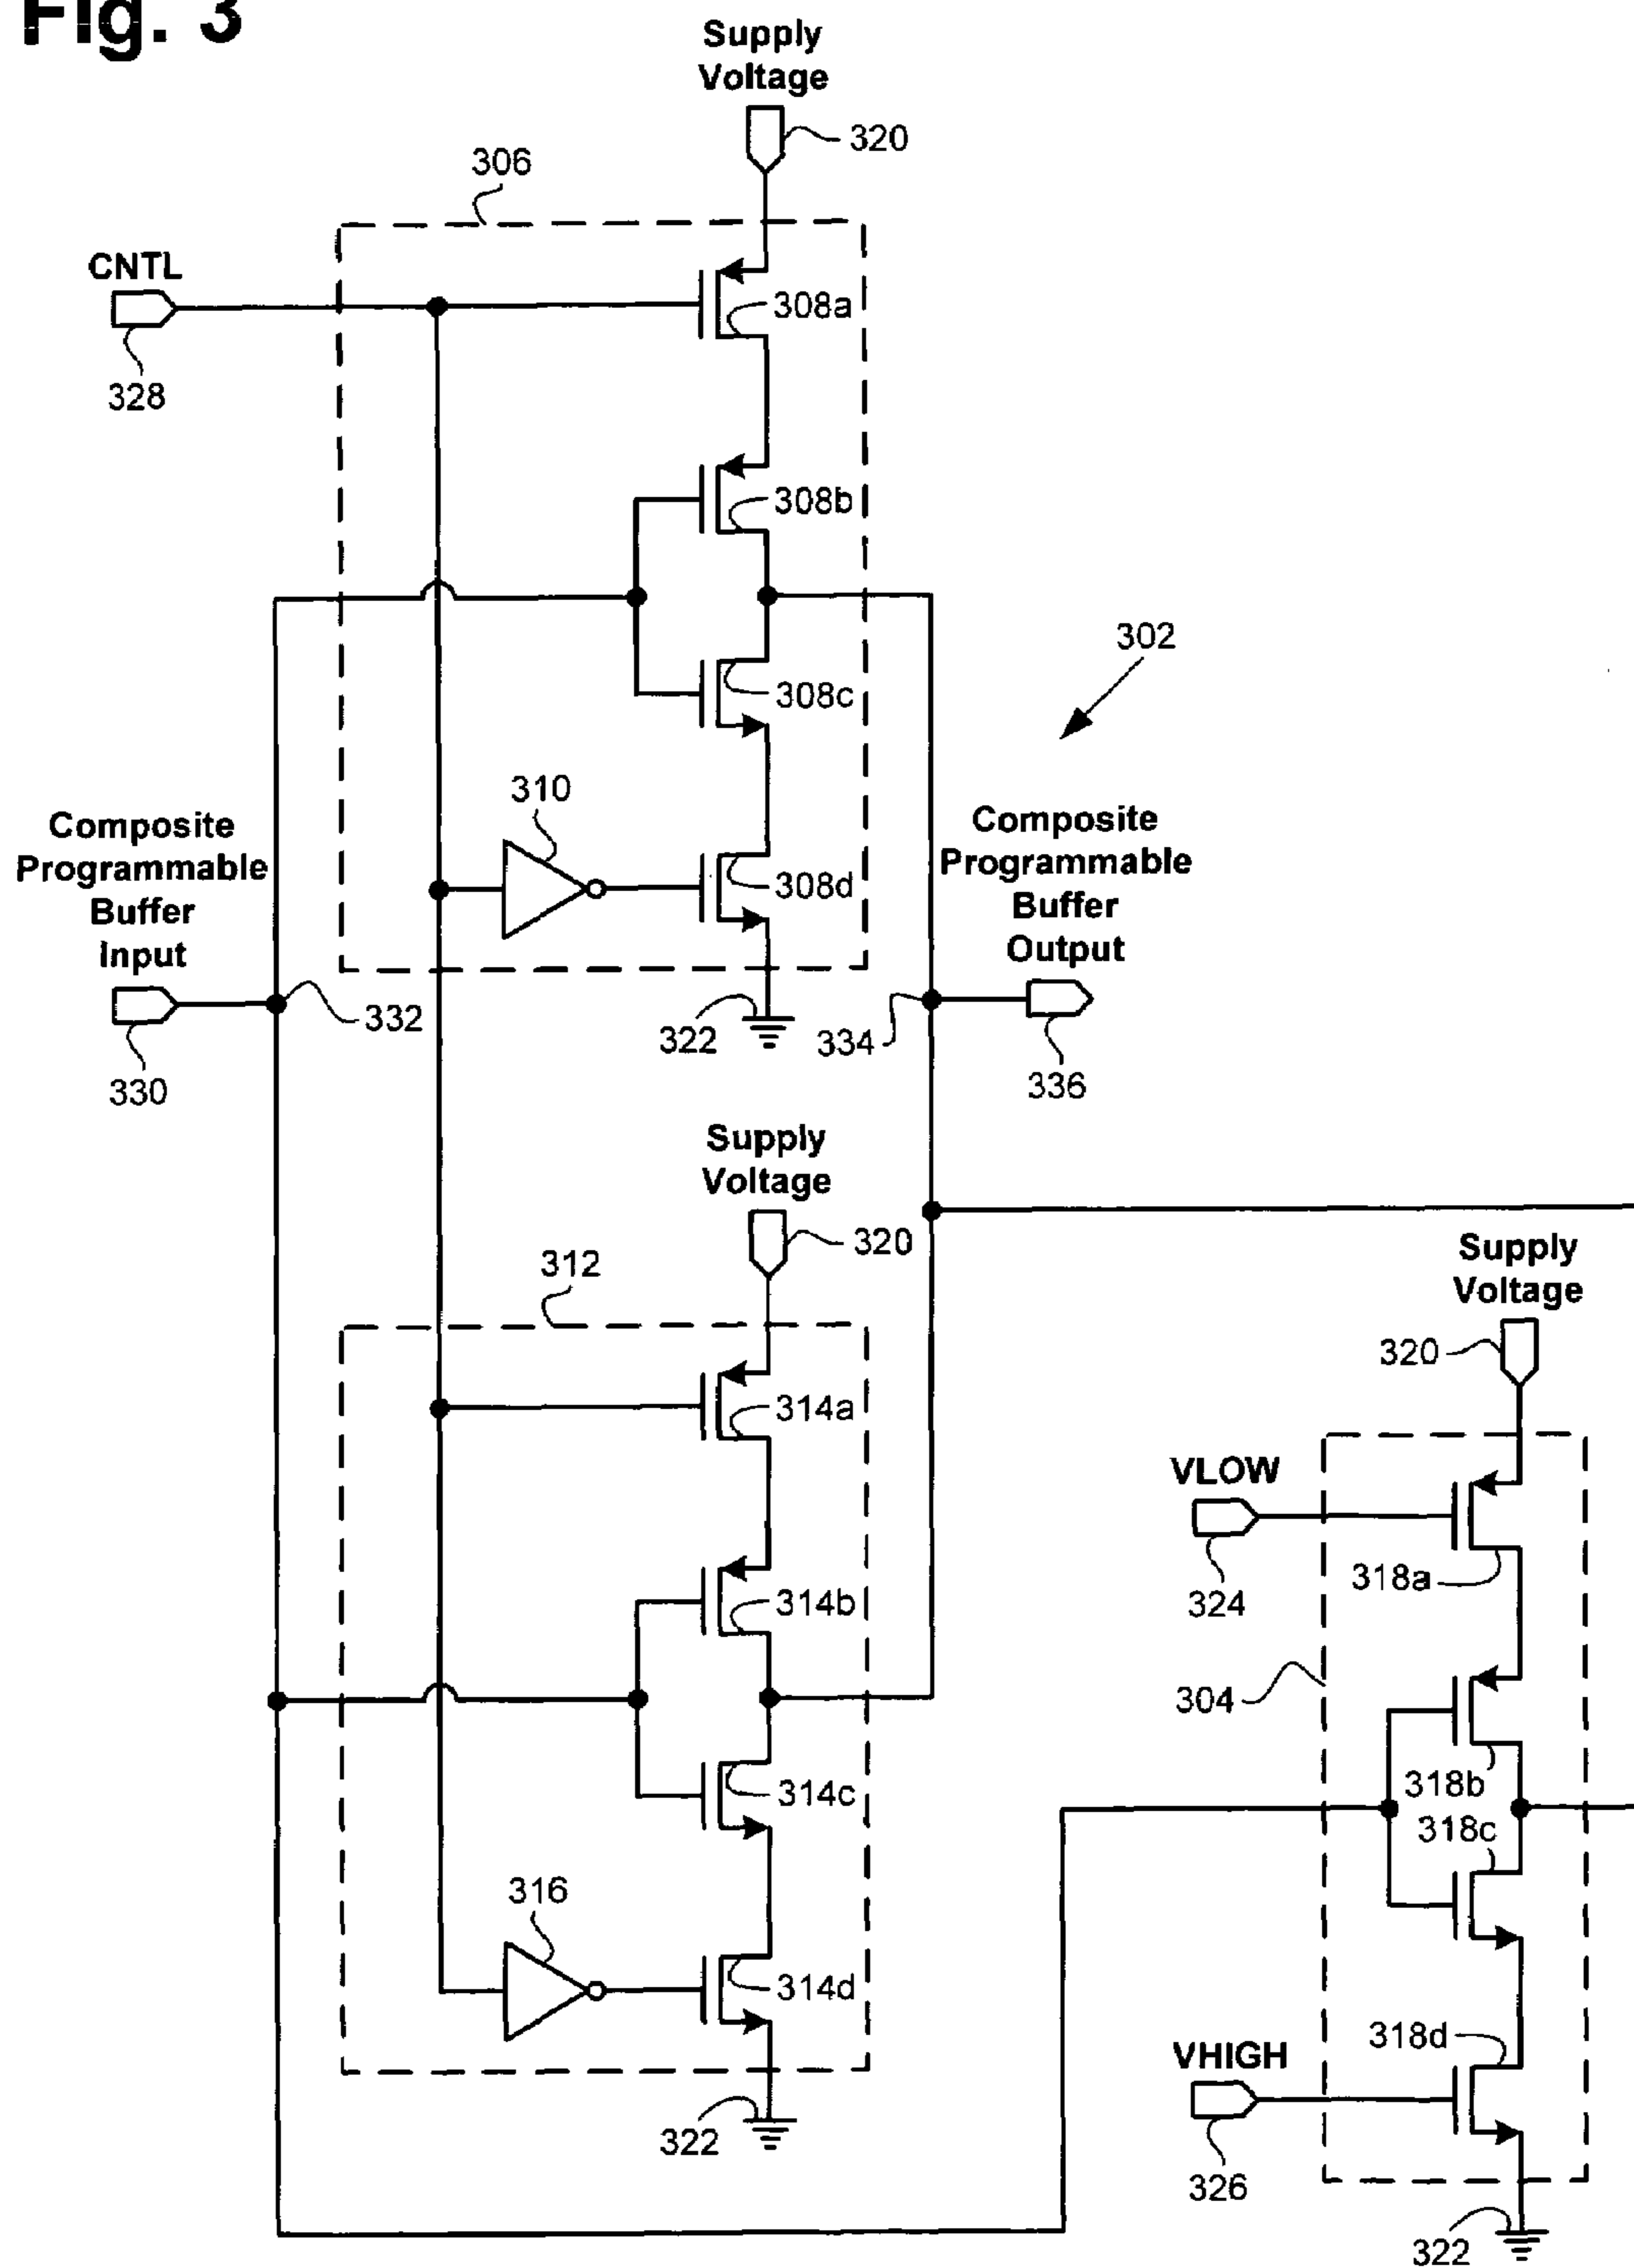 Fig. 3
Supply
Voltage
320
306
CNTL
328
308a
308b
308c
302
310
308d
Composite
Programmable
Buffer
Input
330
332
322
334
Composite
Programmable
Buffer
Output
336
Supply
Voltage
320
312
314a
314b
314c
316
314d
322
Supply
Voltage
320
VLOW
324
318a
304
318b
318c
318d
VHIGH
326
322